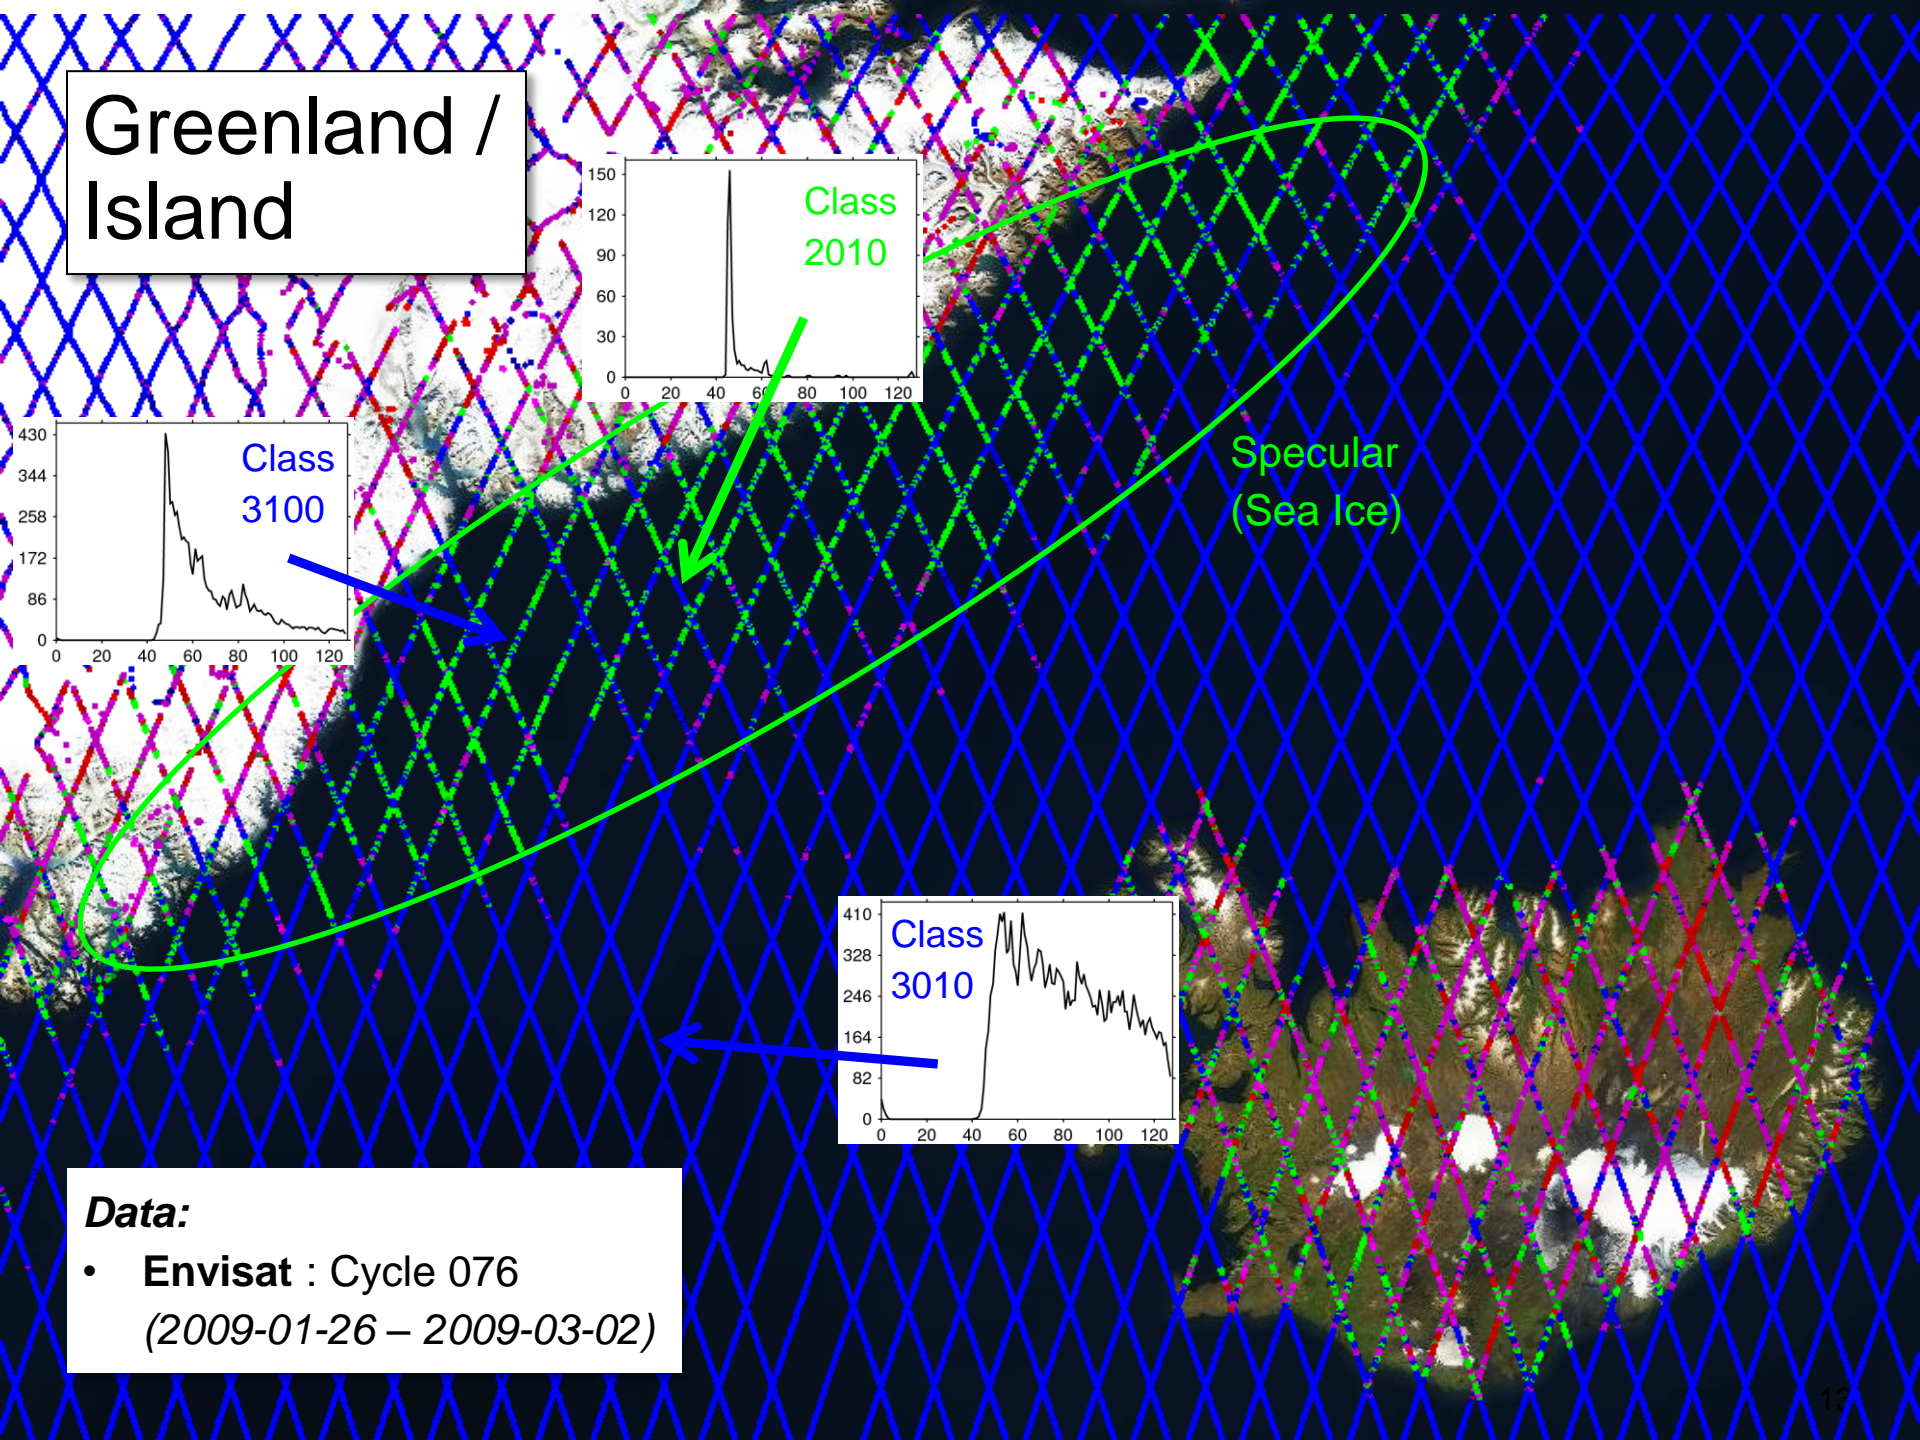 Greenland /
Island
150
120
90
60
30
0
0 20 40 60 80 100 120
Class
2010
430
344
258
172
86
0
0 20 40 60 80 100 120
Class
3100
Specular
(Sea Ice)
410
328
246
164
82
0
0 20 40 60 80 100 120
Class
3010
Data:
• Envisat : Cycle 076
(2009-01-26 – 2009-03-02)
13